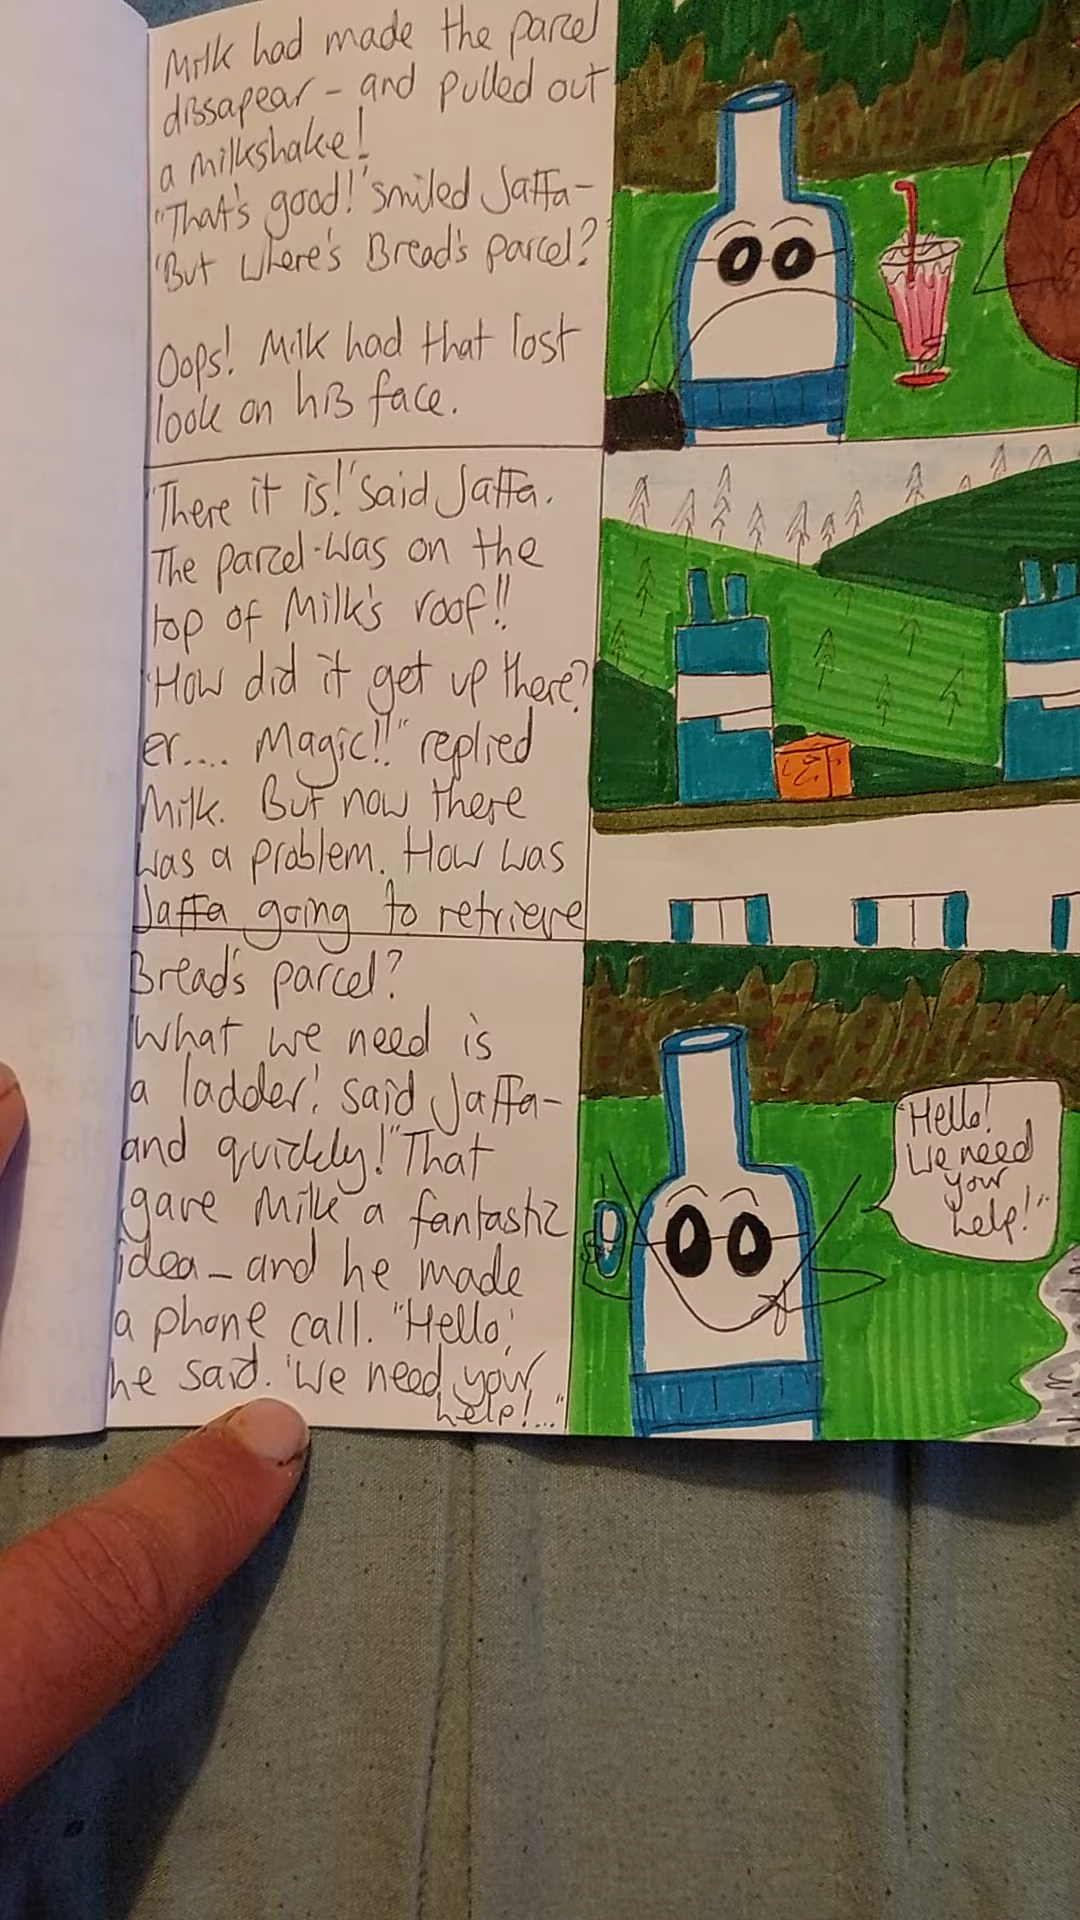 Milk had made the parcel
dissapear - and pulled out
a milkshake!
"That's good!' smiled Jaffa-
'But where's Bread's parcel?'
Oops! Milk had that lost
look on his face.
'There it is!' said Jaffa.
The parcel was on the
top of Milk's roof!!
'How did it get up there?
er.... Magic!!" replied
Milk. But now there
was a problem. How was
Jaffa going to retrieve
Bread's parcel?
'What we need is
a ladder', said Jaffa-
and quickly!" That
gave Milk a fantastic
idea - and he made
a phone call. "Hello,'
he said. 'We need your
help!..."
"Hello!
We need
your
help!"